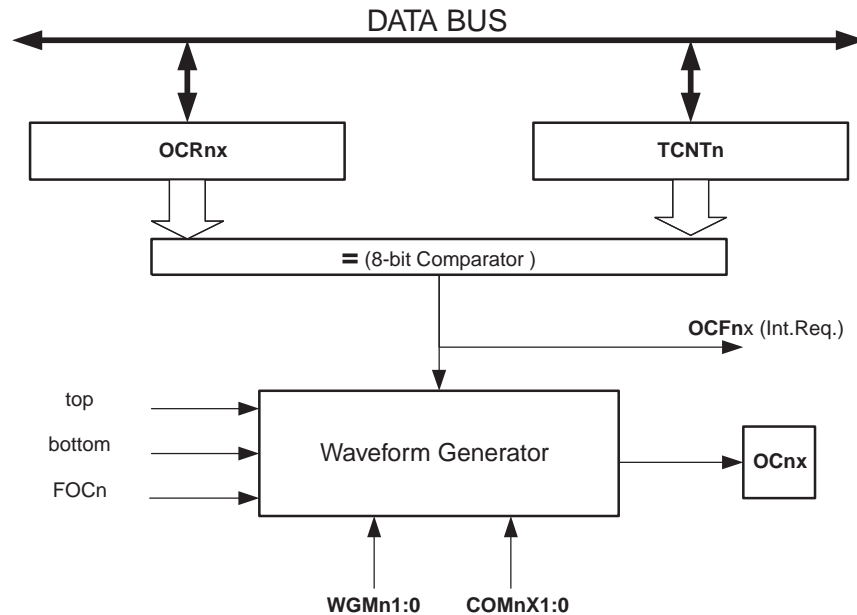 DATA BUS
OCRnx
TCNTn
= (8-bit Comparator )
OCFnx (Int.Req.)
top
bottom
FOCn
Waveform Generator
OCnx
WGMn1:0
COMnX1:0